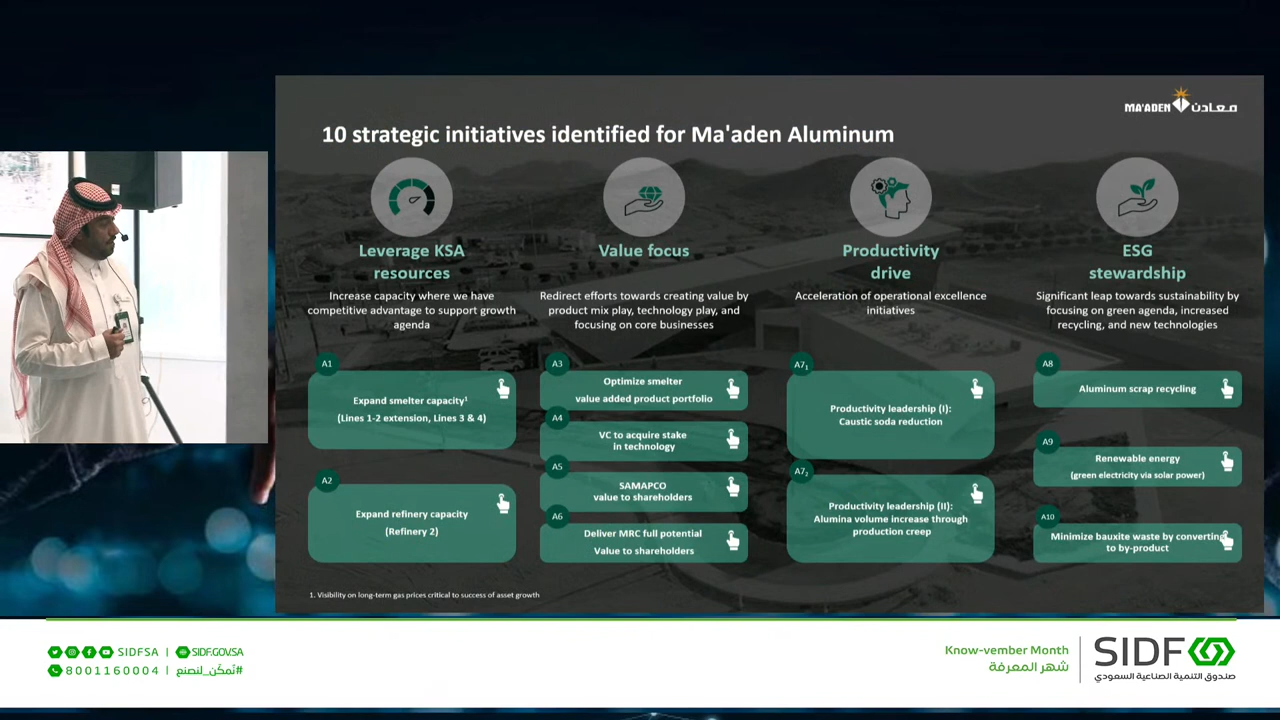 MA'ADEN معادن
10 strategic initiatives identified for Ma'aden Aluminum
Leverage KSA
resources
Increase capacity where we have
competitive advantage to support growth
agenda
A1
Expand smelter capacity¹
(Lines 1-2 extension, Lines 3 & 4)
A2
Expand refinery capacity
(Refinery 2)
Value focus
Redirect efforts towards creating value by
product mix play, technology play, and
focusing on core businesses
A3
Optimize smelter
value added product portfolio
A4
VC to acquire stake
in technology
A5
SAMAPCO
value to shareholders
A6
Deliver MRC full potential
Value to shareholders
Productivity
drive
Acceleration of operational excellence
initiatives
A7₁
Productivity leadership (I):
Caustic soda reduction
A7₂
Productivity leadership (II):
Alumina volume increase through
production creep
ESG
stewardship
Significant leap towards sustainability by
focusing on green agenda, increased
recycling, and new technologies
A8
Aluminum scrap recycling
A9
Renewable energy
(green electricity via solar power)
A10
Minimize bauxite waste by converting
to by-product
1. Visibility on long-term gas prices critical to success of asset growth
SIDFSA | SIDF.GOV.SA
8001160004 | #نُمكّن_لنصنع
Know-vember Month
شهر المعرفة
SIDF
صندوق التنمية الصناعية السعودي